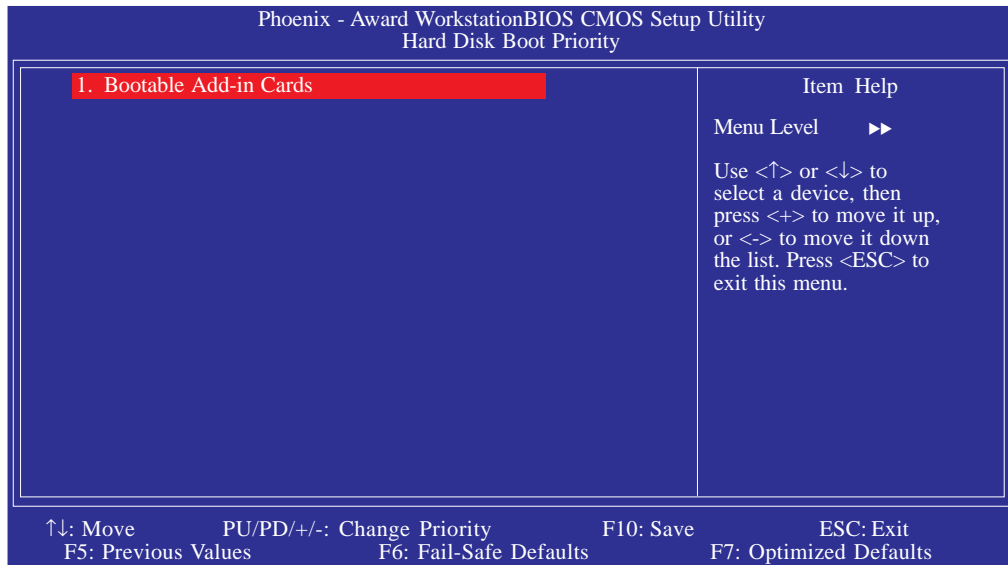 Phoenix - Award WorkstationBIOS CMOS Setup Utility
Hard Disk Boot Priority
1. Bootable Add-in Cards
Item Help
Menu Level ▸▸
Use <↑> or <↓> to
select a device, then
press <+> to move it up,
or <-> to move it down
the list. Press <ESC> to
exit this menu.
↑↓: Move PU/PD/+/-: Change Priority F10: Save ESC: Exit
F5: Previous Values F6: Fail-Safe Defaults F7: Optimized Defaults